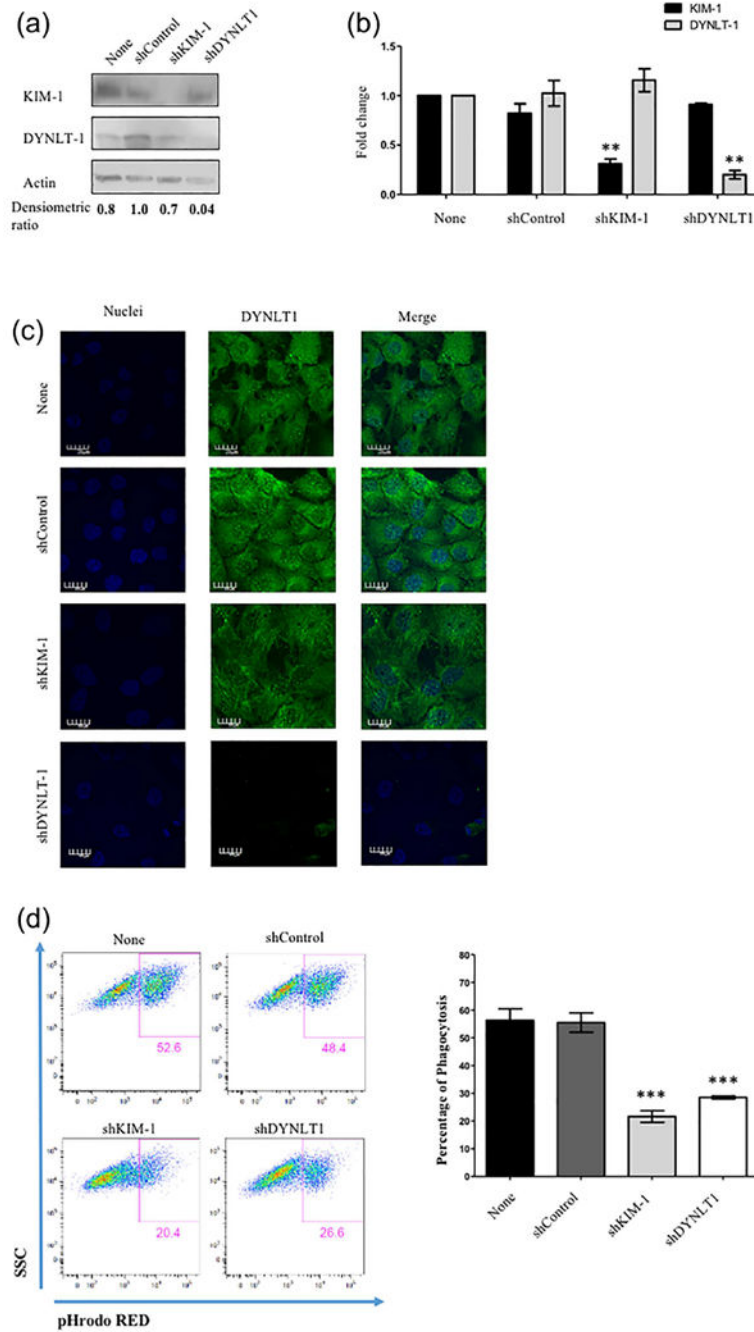 (a)
None
shControl
shKIM-1
shDYNLT1
KIM-1
DYNLT-1
Actin
Densiometric 0.8 1.0 0.7 0.04
ratio
(b)
KIM-1
DYNLT-1
Fold change
1.5
1.0
0.5
0.0
**
**
None shControl shKIM-1 shDYNLT1
(c)
Nuclei DYNLT1 Merge
None
shControl
shKIM-1
shDYNLT-1
(d)
None shControl
52.6 48.4
shKIM-1 shDYNLT1
20.4 26.6
SSC
pHrodo RED
Percentage of Phagocytosis
80
70
60
50
40
30
20
10
0
***
***
None
shControl
shKIM-1
shDYNLT1